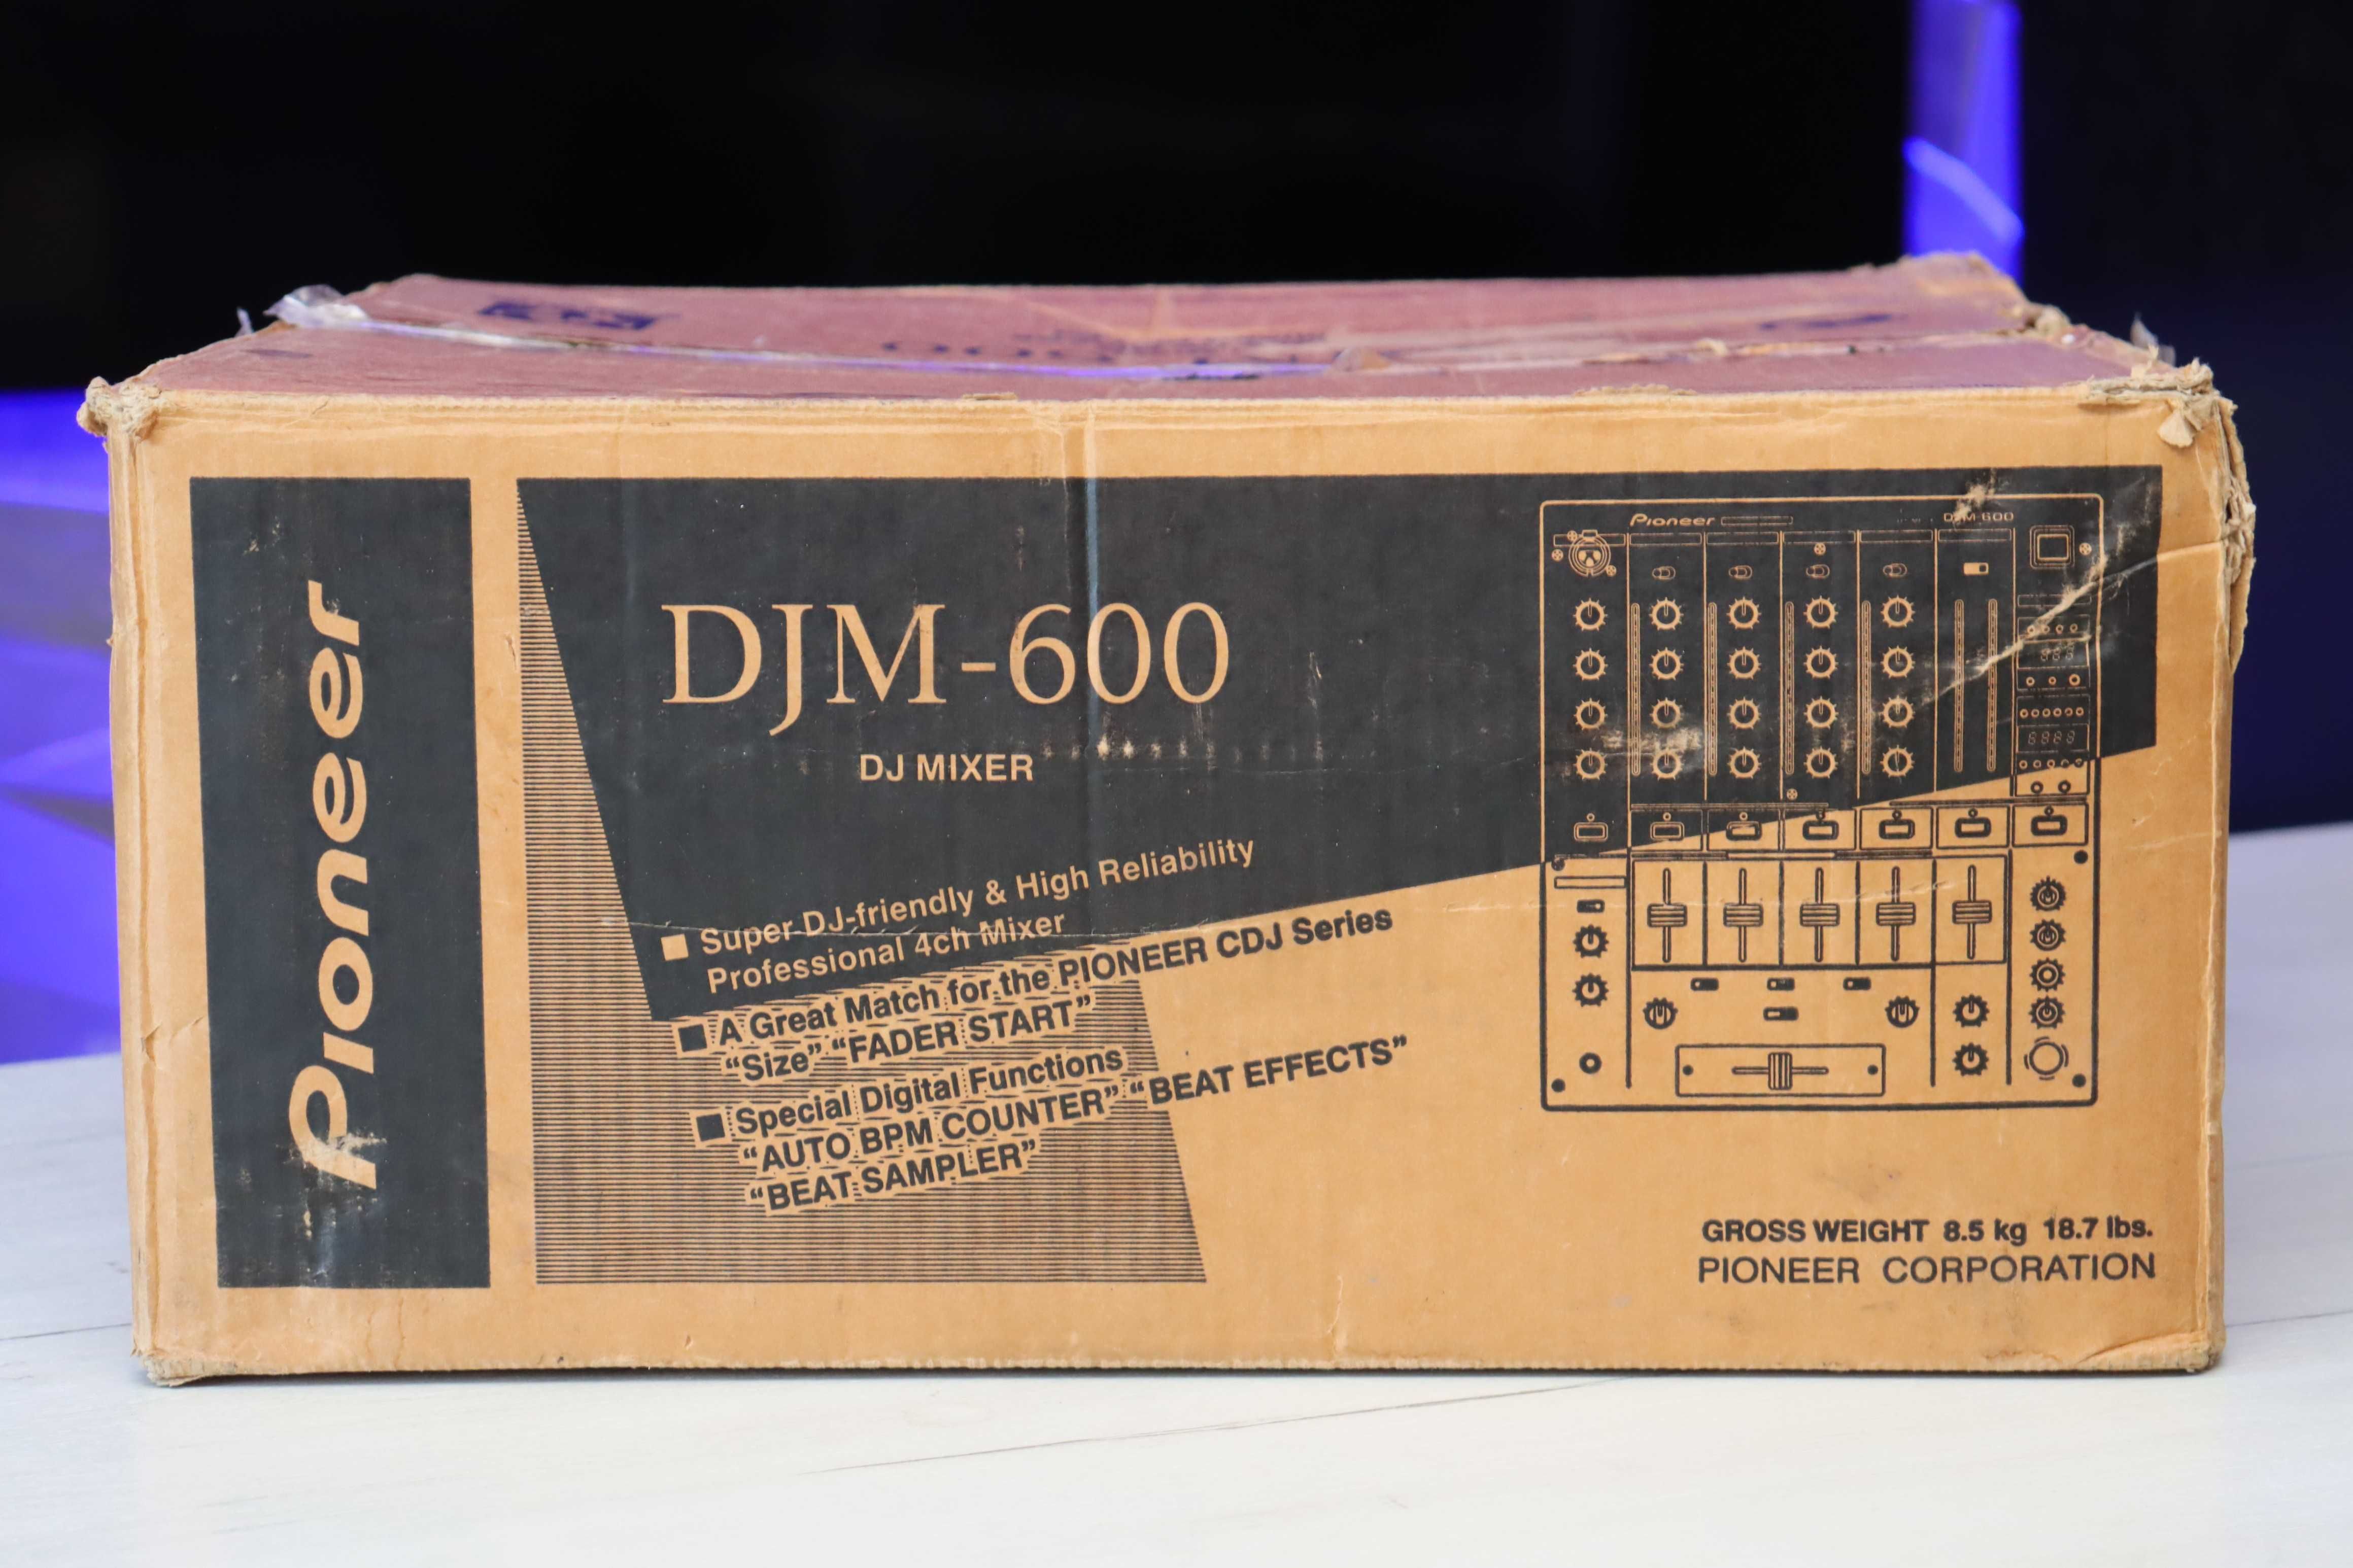 Pioneer
DJM-600
DJ MIXER
■ Super DJ-friendly & High Reliability
Professional 4ch Mixer
■ A Great Match for the PIONEER CDJ Series
“Size” “FADER START”
■ Special Digital Functions
“AUTO BPM COUNTER” “BEAT EFFECTS”
“BEAT SAMPLER”
Pioneer
DJM-600
GROSS WEIGHT 8.5 kg 18.7 lbs.
PIONEER CORPORATION